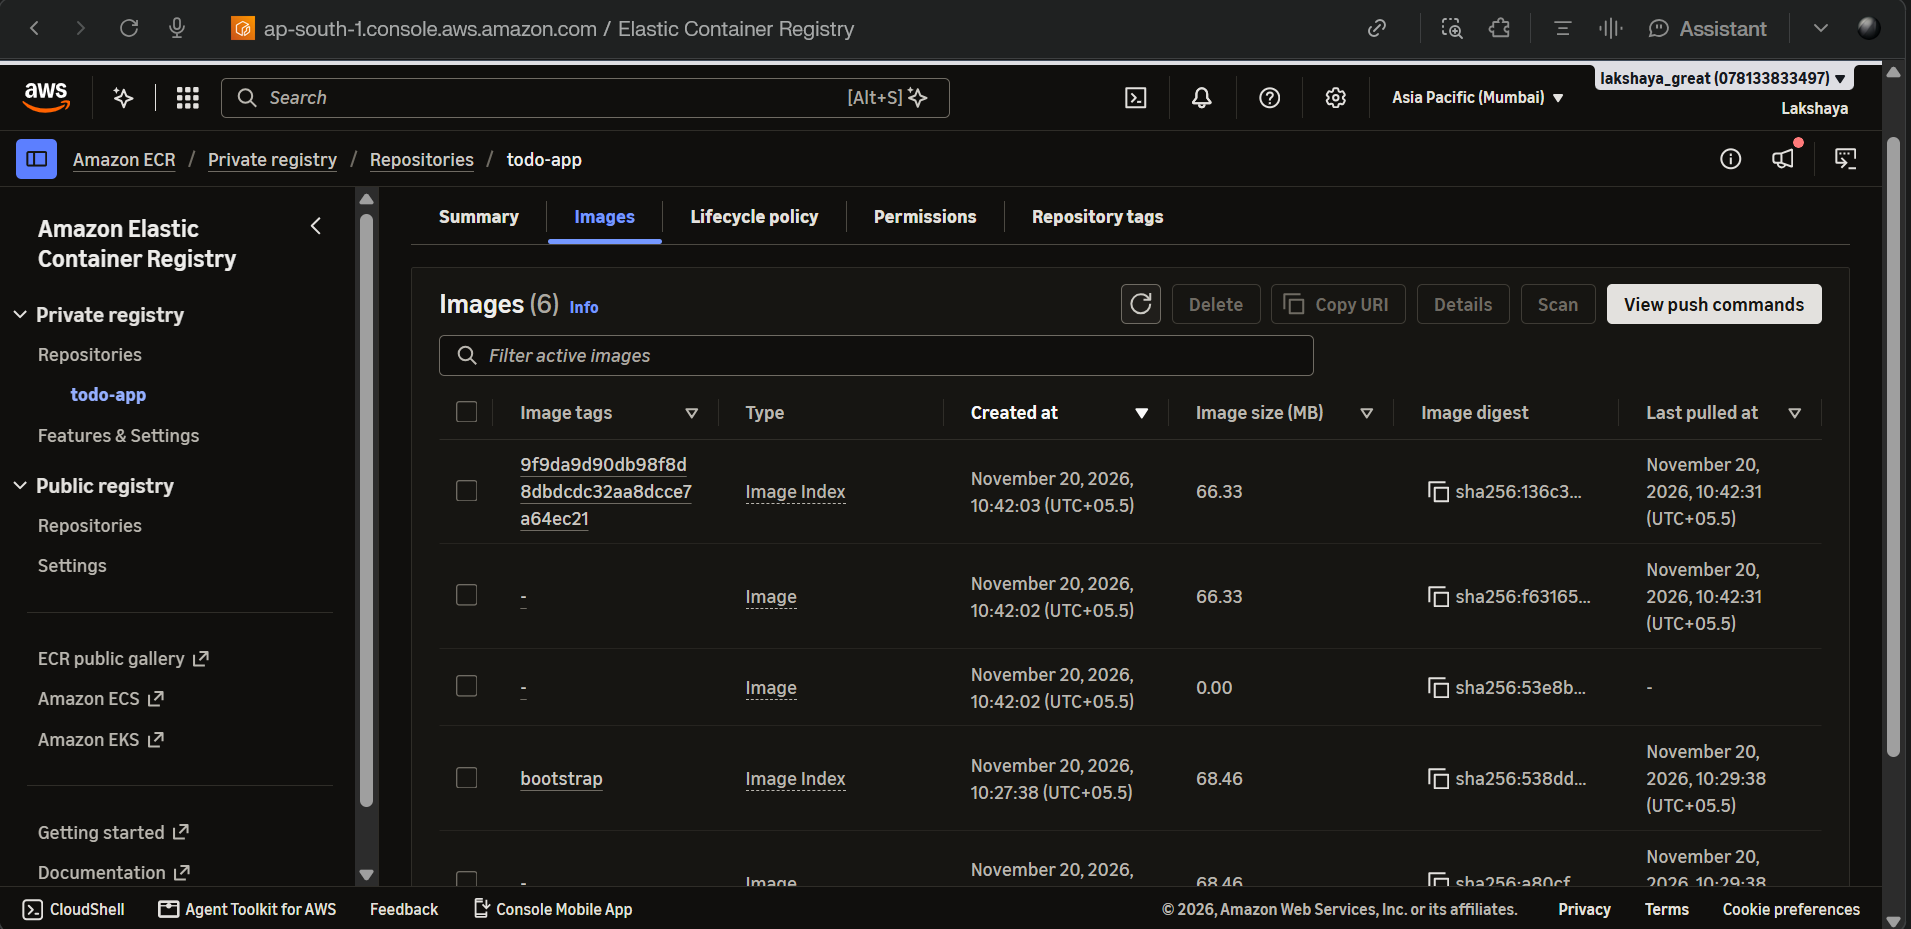 ap-south-1.console.aws.amazon.com / Elastic Container Registry
Assistant
aws
Search
[Alt+S]
Asia Pacific (Mumbai)
lakshaya_great (078133833497)
Lakshaya
Amazon ECR / Private registry / Repositories / todo-app
Amazon Elastic
Container Registry
Private registry
Repositories
todo-app
Features & Settings
Public registry
Repositories
Settings
ECR public gallery
Amazon ECS
Amazon EKS
Getting started
Documentation
Summary
Images
Lifecycle policy
Permissions
Repository tags
Images (6) Info
Delete
Copy URI
Details
Scan
View push commands
Filter active images
Image tags
Type
Created at
Image size (MB)
Image digest
Last pulled at
9f9da9d90db98f8d
8dbdcdc32aa8dcce7
a64ec21
Image Index
November 20, 2026,
10:42:03 (UTC+05.5)
66.33
sha256:136c3...
November 20,
2026, 10:42:31
(UTC+05.5)
-
Image
November 20, 2026,
10:42:02 (UTC+05.5)
66.33
sha256:f63165...
November 20,
2026, 10:42:31
(UTC+05.5)
-
Image
November 20, 2026,
10:42:02 (UTC+05.5)
0.00
sha256:53e8b...
-
bootstrap
Image Index
November 20, 2026,
10:27:38 (UTC+05.5)
68.46
sha256:538dd...
November 20,
2026, 10:29:38
(UTC+05.5)
-
Image
November 20, 2026,
68.46
sha256:a80cf
November 20,
2026, 10:29:38
CloudShell
Agent Toolkit for AWS
Feedback
Console Mobile App
© 2026, Amazon Web Services, Inc. or its affiliates.
Privacy
Terms
Cookie preferences